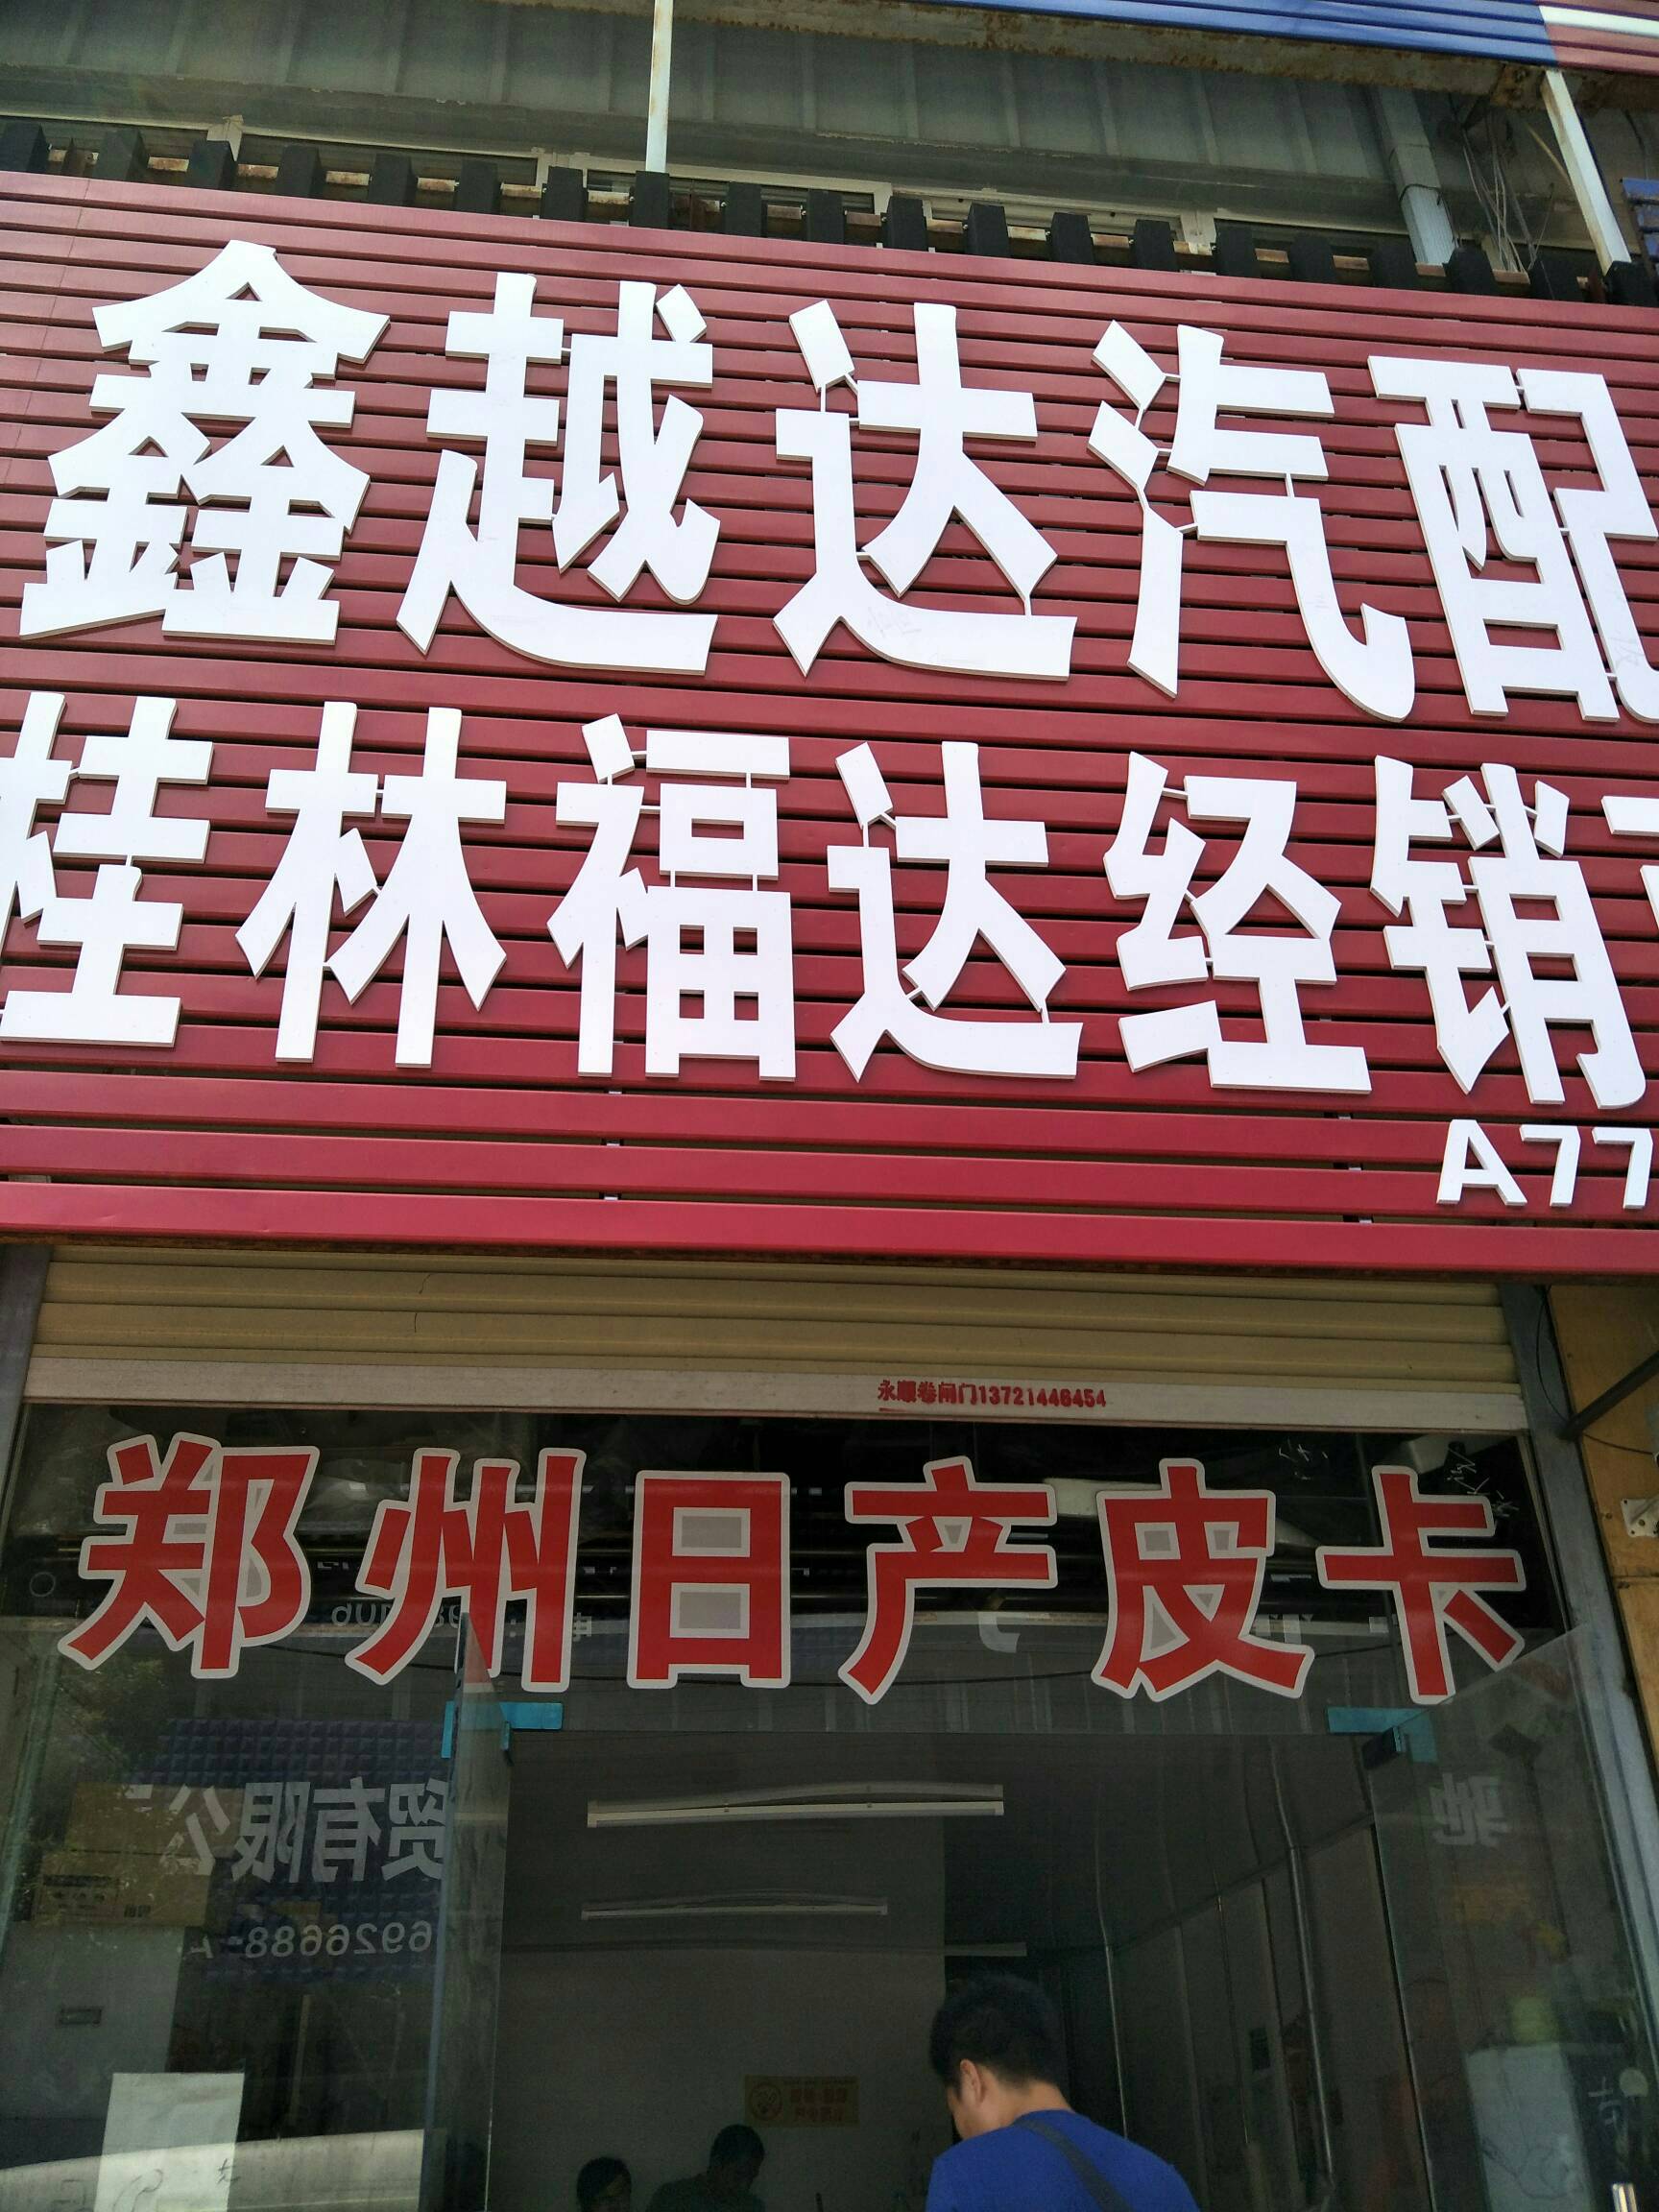 鑫越达汽配
桂林福达经销
A77
永顺卷闸门13721446454
郑州日产皮卡
贸有限公
6926688
驰